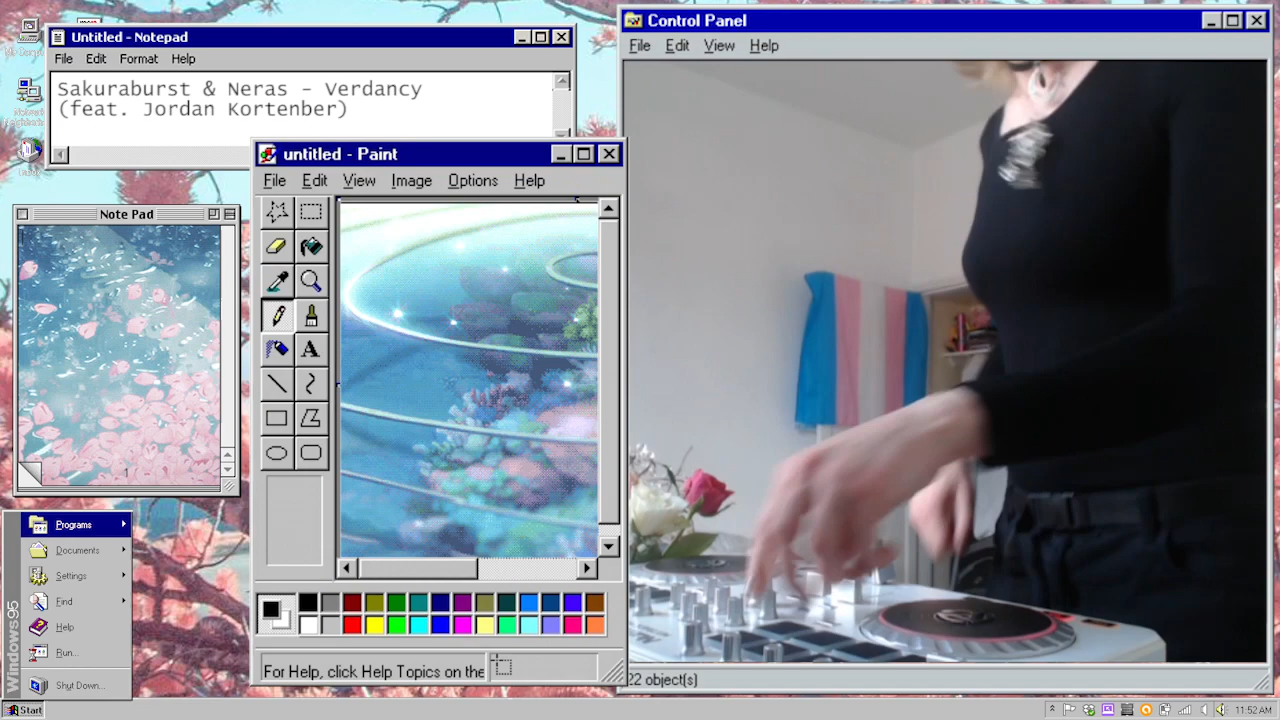 Untitled - Notepad
File Edit Format Help
Sakuraburst & Neras - Verdancy
(feat. Jordan Kortenber)
Control Panel
File Edit View Help
untitled - Paint
File Edit View Image Options Help
A
Note Pad
1
Programs
Documents
Settings
Find
Help
Run...
Shut Down...
Windows95
For Help, click Help Topics on the
22 object(s)
Start
11:52 AM